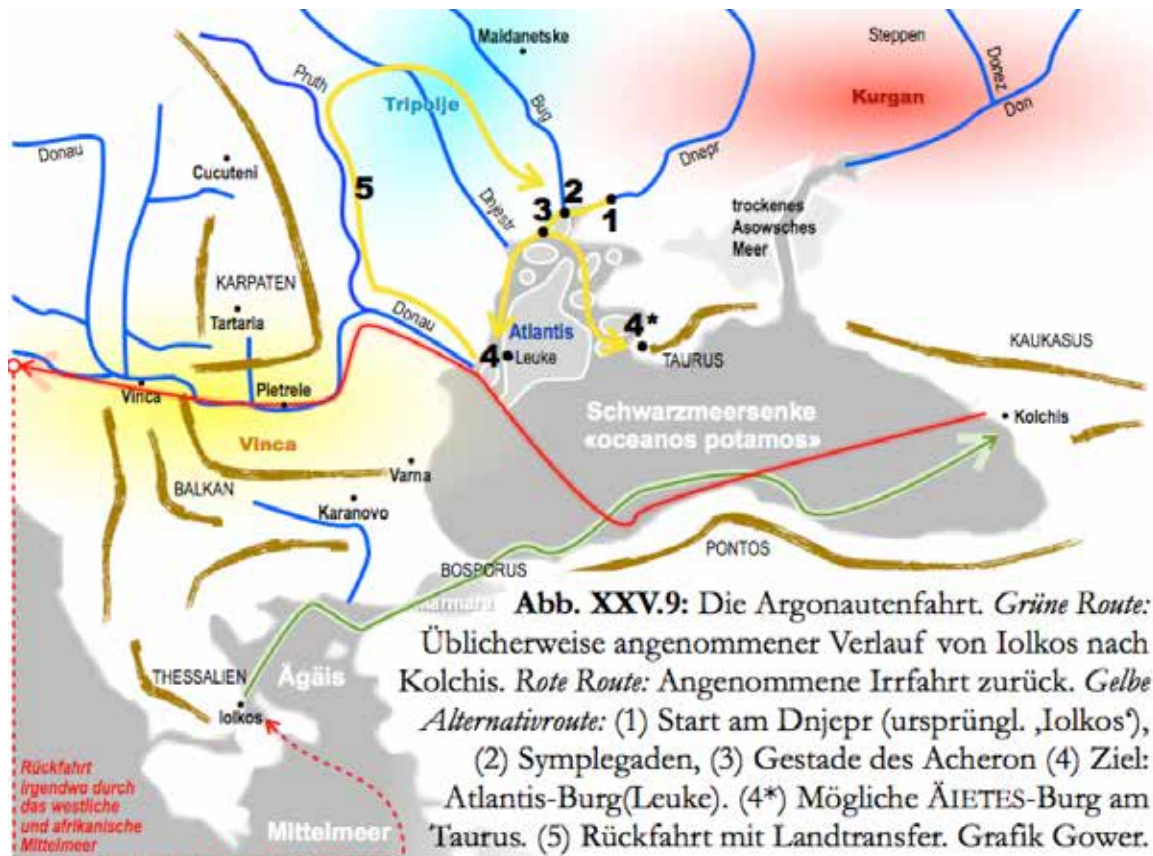 Maidanetske
Steppen
Donez
Don
Pruth
Tripolje
Bug
Kurgan
Donau
Cucuteni
Dnepr
5
2
3
1
Dnjestr
trockenes
Asowsches
Meer
KARPATEN
Tartaria
Donau
Atlantis
4*
4
Leuke
TAURUS
KAUKASUS
Vinca
Pietrele
Schwarzmeersenke
«oceanos potamos»
Kolchis
Vinca
Varna
BALKAN
Karanovo
PONTOS
BOSPORUS
Marmara
THESSALIEN
Ägäis
Iolkos
Rückfahrt
irgendwo durch
das westliche
und afrikanische
Mittelmeer
Mittelmeer
Abb. XXV.9: Die Argonautenfahrt. Grüne Route:
Üblicherweise angenommener Verlauf von Iolkos nach
Kolchis. Rote Route: Angenommene Irrfahrt zurück. Gelbe
Alternativroute: (1) Start am Dnjepr (ursprüngl. ‚Iolkos‘),
(2) Symplegaden, (3) Gestade des Acheron (4) Ziel:
Atlantis-Burg(Leuke). (4*) Mögliche ÄIETES-Burg am
Taurus. (5) Rückfahrt mit Landtransfer. Grafik Gower.